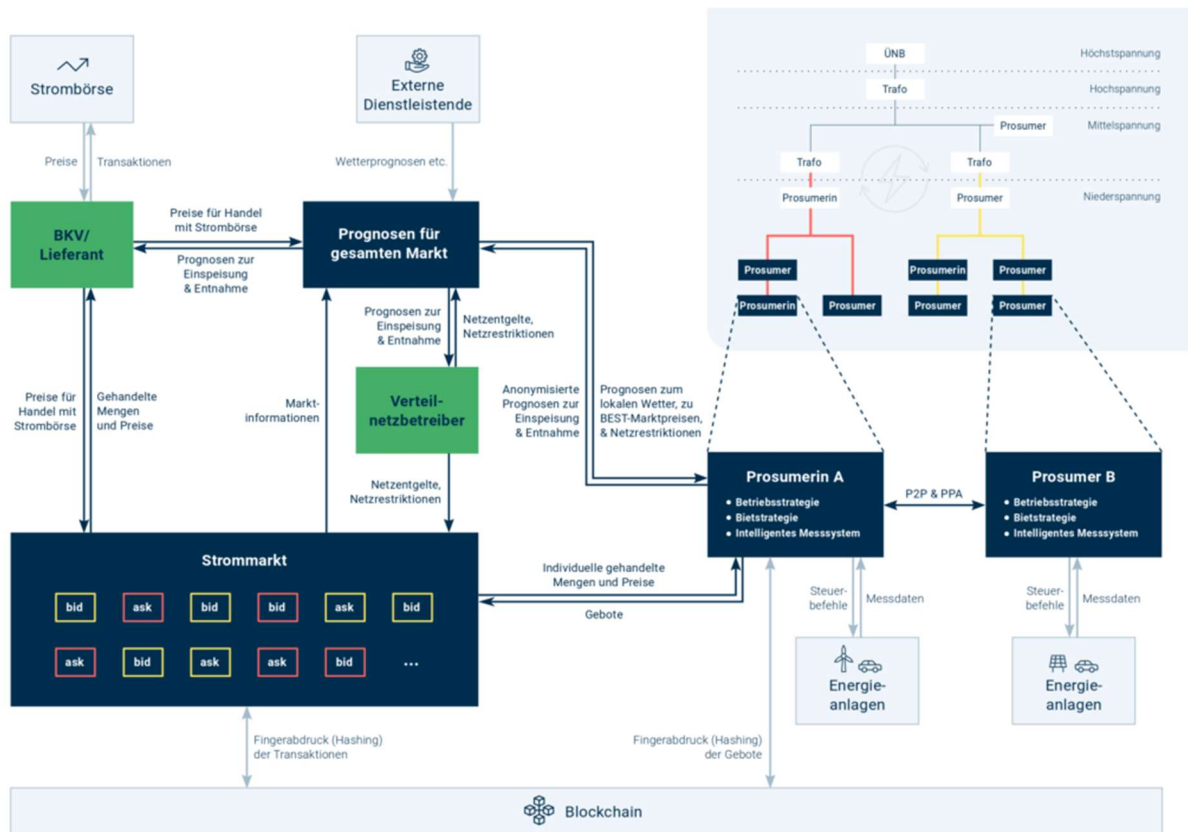 Strombörse
Externe
Dienstleistende
ÜNB
Höchstspannung
Trafo
Hochspannung
Prosumer
Mittelspannung
Trafo
Trafo
Prosumerin
Prosumer
Niederspannung
Prosumer
Prosumerin
Prosumer
Prosumerin
Prosumer
Prosumer
Prosumer
Preise
Transaktionen
Wetterprognosen etc.
BKV/
Lieferant
Preise für Handel
mit Strombörse
Prognosen zur
Einspeisung
& Entnahme
Prognosen für
gesamten Markt
Prognosen zur
Einspeisung
& Entnahme
Netzentgelte,
Netzrestriktionen
Verteil-
netzbetreiber
Netzentgelte,
Netzrestriktionen
Preise für
Handel mit
Strombörse
Gehandelte
Mengen
und Preise
Markt-
informationen
Anonymisierte
Prognosen zur
Einspeisung
& Entnahme
Prognosen zum
lokalen Wetter, zu
BEST-Marktpreisen,
& Netzrestriktionen
Prosumerin A
• Betriebsstrategie
• Bietstrategie
• Intelligentes Messsystem
P2P & PPA
Prosumer B
• Betriebsstrategie
• Bietstrategie
• Intelligentes Messsystem
Strommarkt
bid ask bid bid ask bid
ask bid ask ask bid ...
Individuelle gehandelte
Mengen und Preise
Gebote
Steuer-
befehle
Messdaten
Steuer-
befehle
Messdaten
Energie-
anlagen
Energie-
anlagen
Fingerabdruck (Hashing)
der Transaktionen
Fingerabdruck (Hashing)
der Gebote
Blockchain